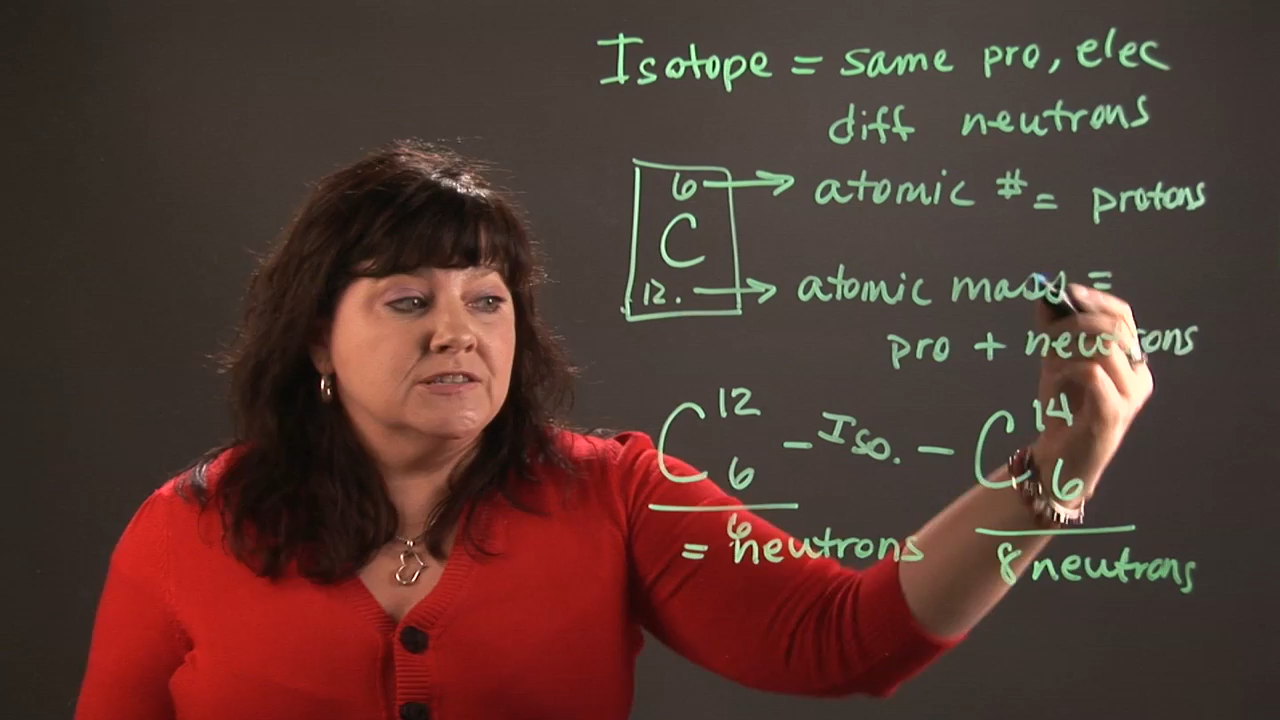 Isotope = same pro, elec
diff neutrons
6 → atomic # = protons
C
12. → atomic mass =
pro + neutrons
C 12 6 - Iso. - C 14 6
= 6 neutrons 8 neutrons